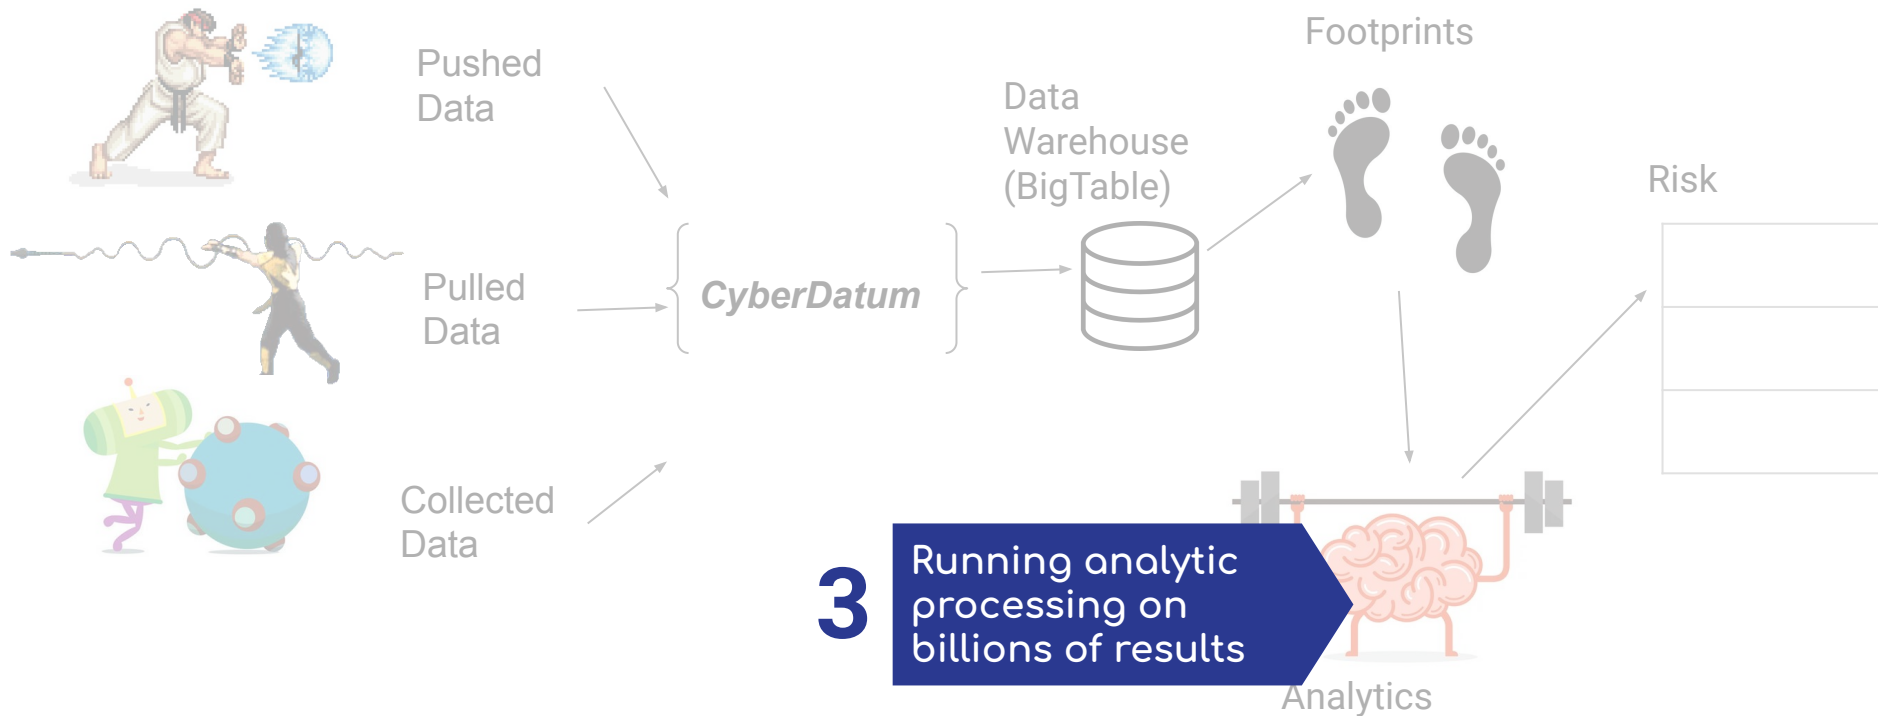 Footprints
Pushed
Data
Data
Warehouse
(BigTable)
Risk
Pulled
Data
CyberDatum
Collected
Data
3
Running analytic
processing on
billions of results
Analytics